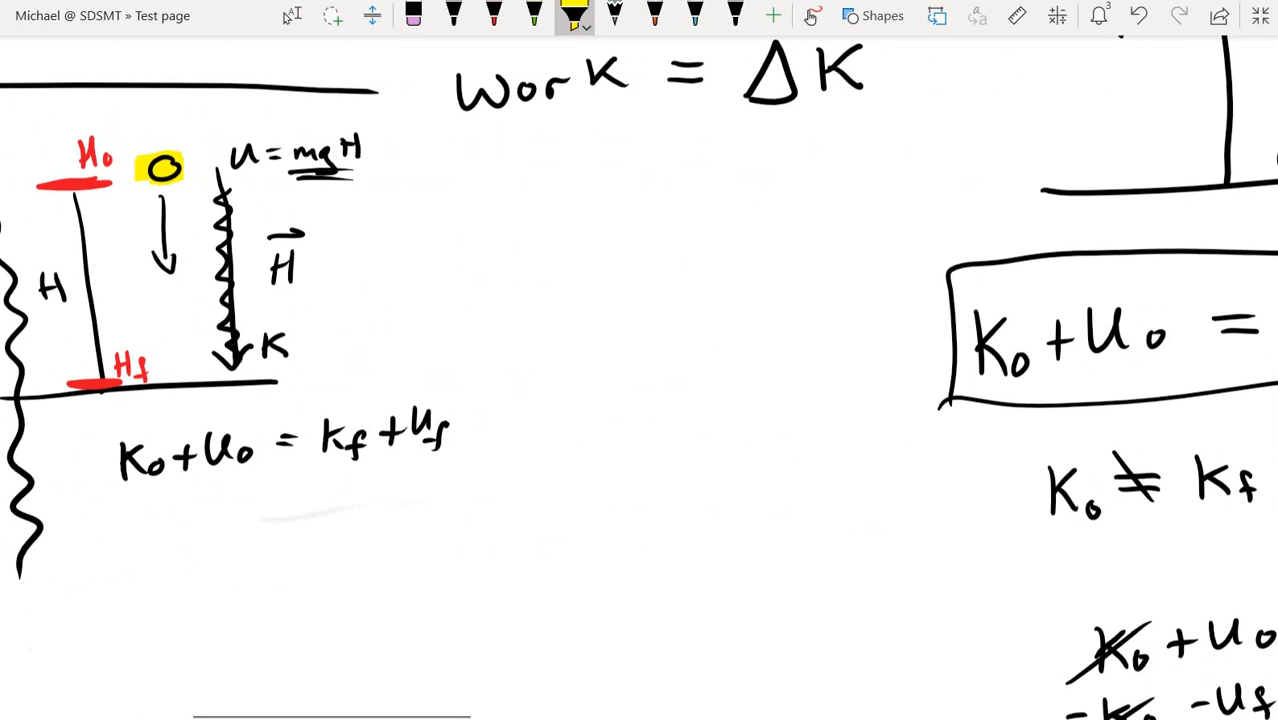 Michael @ SDSMT » Test page
Shapes
3
Work = ΔK
H₀
U = mgH
H
H⃗
K
H_f
K₀ + U₀ = K_f + U_f
K₀ + U₀ =
K₀ ≠ K_f
K₀ + U₀
- K₀ - U_f